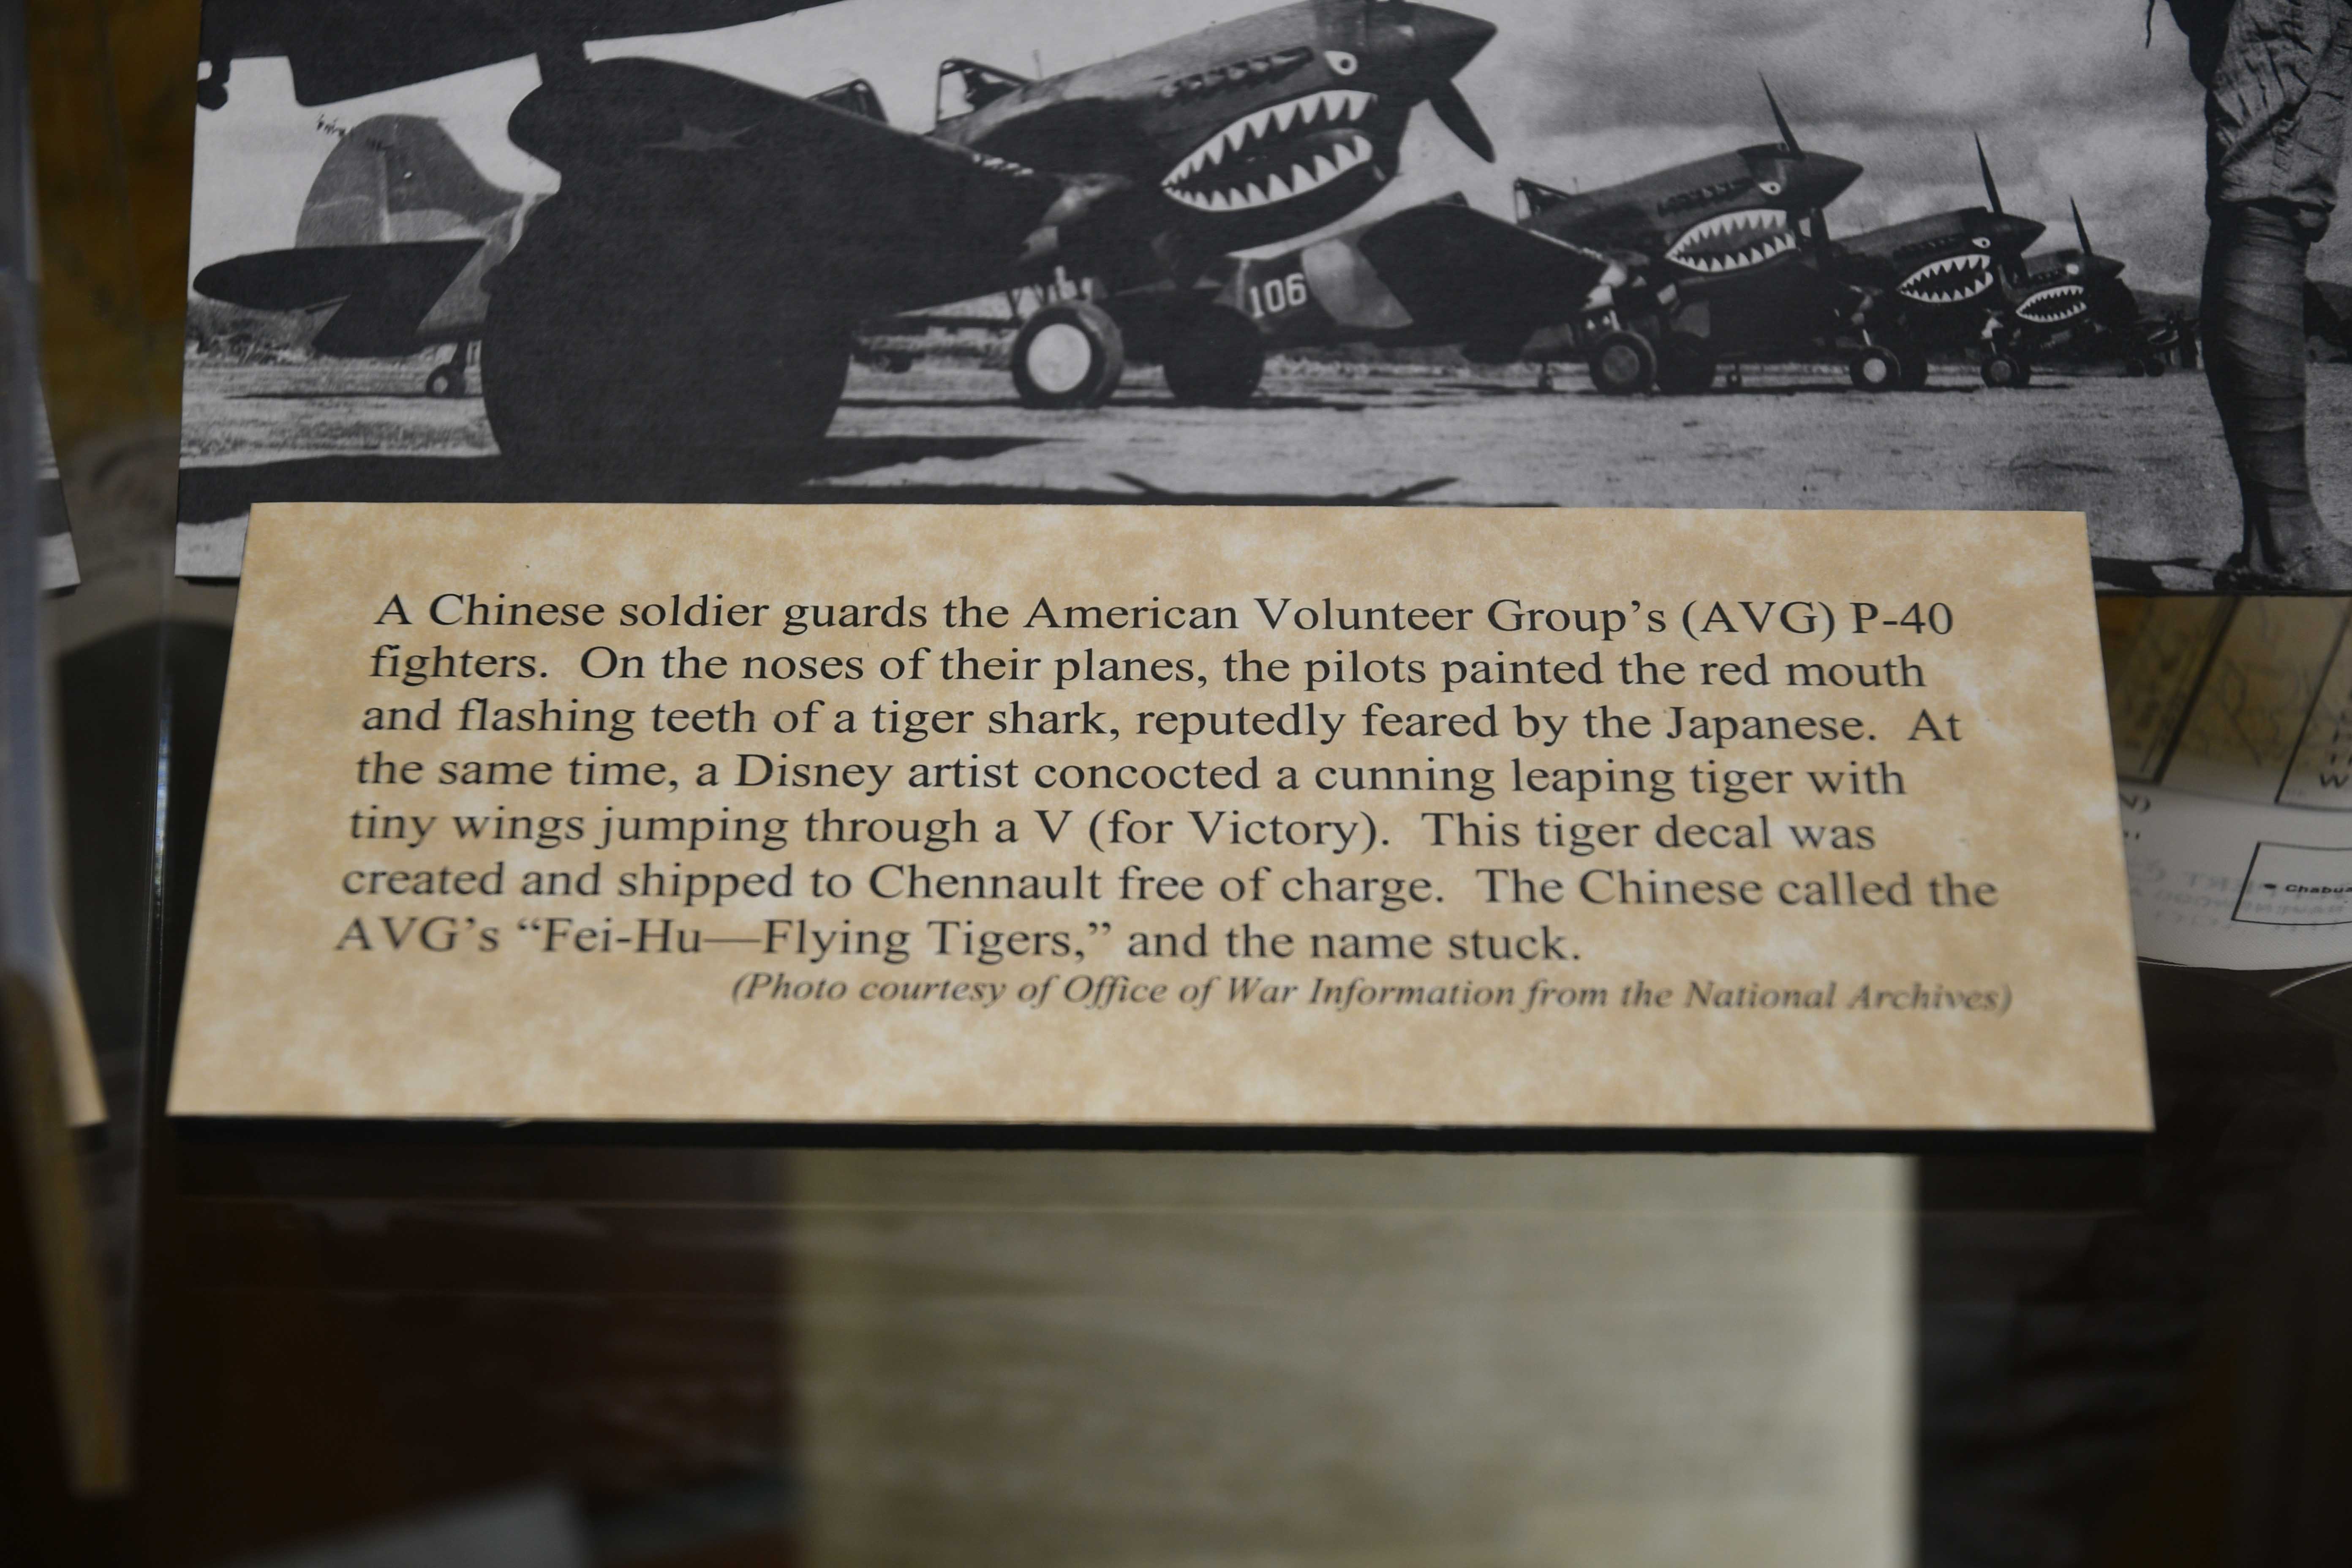 106
A Chinese soldier guards the American Volunteer Group’s (AVG) P-40
fighters.  On the noses of their planes, the pilots painted the red mouth
and flashing teeth of a tiger shark, reputedly feared by the Japanese.  At
the same time, a Disney artist concocted a cunning leaping tiger with
tiny wings jumping through a V (for Victory).  This tiger decal was
created and shipped to Chennault free of charge.  The Chinese called the
AVG’s “Fei-Hu—Flying Tigers,” and the name stuck.
(Photo courtesy of Office of War Information from the National Archives)